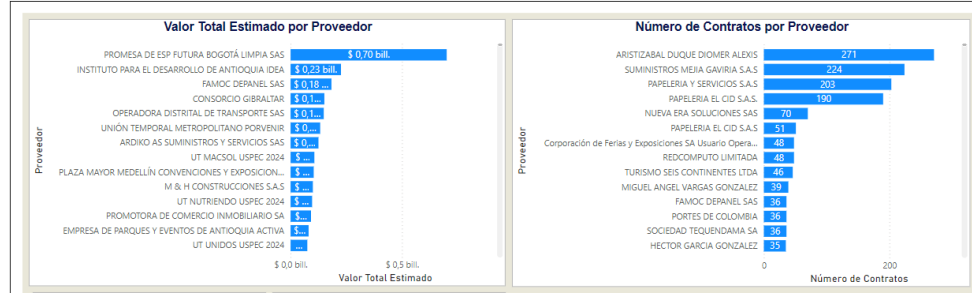 Valor Total Estimado por Proveedor
Proveedor
PROMESA DE ESP FUTURA BOGOTÁ LIMPIA SAS $ 0,70 bill.
INSTITUTO PARA EL DESARROLLO DE ANTIOQUIA IDEA $ 0,23 bill.
FAMOC DEPANEL SAS $ 0,18 ...
CONSORCIO GIBRALTAR $ 0,1...
OPERADORA DISTRITAL DE TRANSPORTE SAS $ 0,1...
UNIÓN TEMPORAL METROPOLITANO PORVENIR $ 0,...
ARDIKO AS SUMINISTROS Y SERVICIOS SAS $ 0,...
UT MACSOL USPEC 2024 $ ...
PLAZA MAYOR MEDELLÍN CONVENCIONES Y EXPOSICION... $ ...
M & H CONSTRUCCIONES S.A.S $ ...
UT NUTRIENDO USPEC 2024 $ ...
PROMOTORA DE COMERCIO INMOBILIARIO SA $...
EMPRESA DE PARQUES Y EVENTOS DE ANTIOQUIA ACTIVA $...
UT UNIDOS USPEC 2024 ...
$ 0,0 bill. $ 0,5 bill.
Valor Total Estimado
Número de Contratos por Proveedor
Proveedor
ARISTIZABAL DUQUE DIOMER ALEXIS 271
SUMINISTROS MEJIA GAVIRIA S.A.S 224
PAPELERIA Y SERVICIOS S.A.S 203
PAPELERIA EL CID S.A.S. 190
NUEVA ERA SOLUCIONES SAS 70
PAPELERIA EL CID S.A.S 51
Corporación de Ferias y Exposiciones SA Usuario Opera... 48
REDCOMPUTO LIMITADA 48
TURISMO SEIS CONTINENTES LTDA 46
MIGUEL ANGEL VARGAS GONZALEZ 39
FAMOC DEPANEL SAS 36
PORTES DE COLOMBIA 36
SOCIEDAD TEQUENDAMA SA 36
HECTOR GARCIA GONZALEZ 35
0 200
Número de Contratos